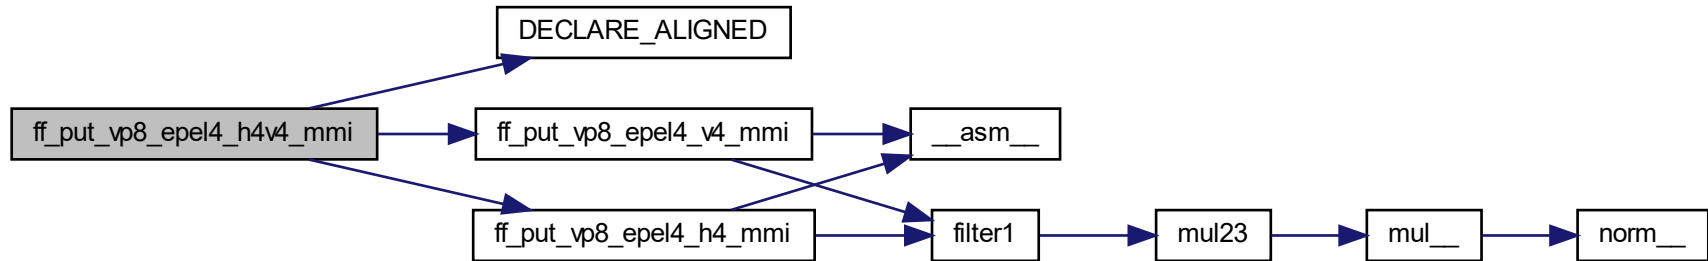 DECLARE_ALIGNED
ff_put_vp8_epel4_h4v4_mmi
ff_put_vp8_epel4_v4_mmi
__asm__
ff_put_vp8_epel4_h4_mmi
filter1
mul23
mul__
norm__